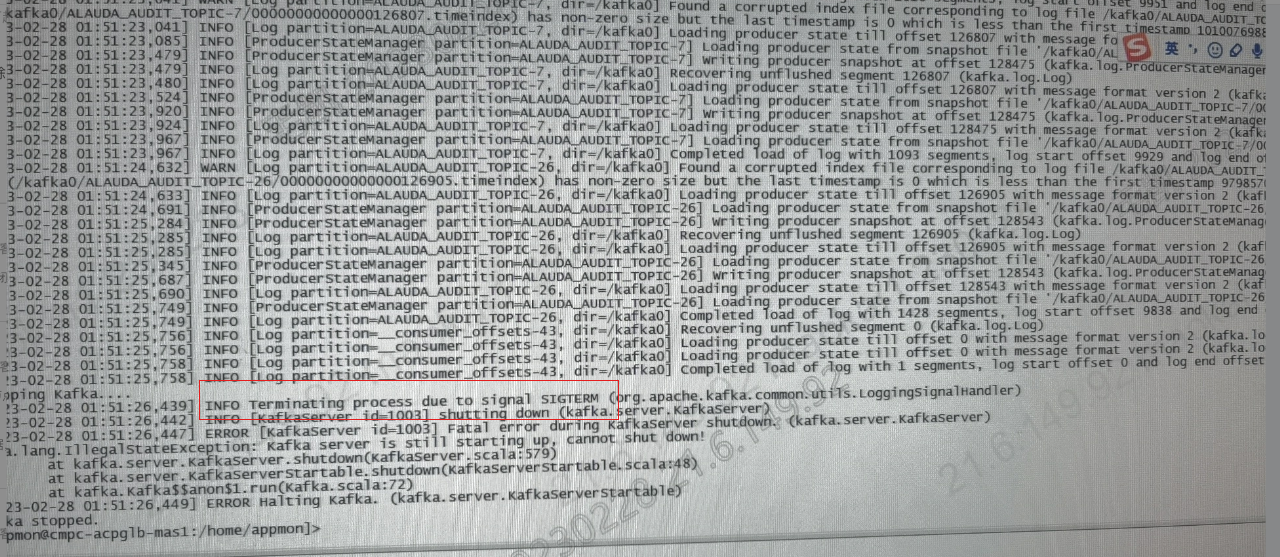 kafka0/ALAUDA_AUDIT_TOPIC-7/00000000000000126807.timeindex) has non-zero size but the last timestamp is 0 which is less than the first timestamp 1010076988
3-02-28 01:51:23,041] INFO [Log partition=ALAUDA_AUDIT_TOPIC-7, dir=/kafka0] Loading producer state till offset 126807 with message fo
3-02-28 01:51:23,085] INFO [ProducerStateManager partition=ALAUDA_AUDIT_TOPIC-7] Loading producer state from snapshot file '/kafka0/AL
3-02-28 01:51:23,479] INFO [ProducerStateManager partition=ALAUDA_AUDIT_TOPIC-7] Writing producer snapshot at offset 128475 (kafka.log.ProducerStateManager
3-02-28 01:51:23,479] INFO [Log partition=ALAUDA_AUDIT_TOPIC-7, dir=/kafka0] Recovering unflushed segment 126807 (kafka.log.Log)
3-02-28 01:51:23,480] INFO [Log partition=ALAUDA_AUDIT_TOPIC-7, dir=/kafka0] Loading producer state till offset 126807 with message format version 2 (kafk
3-02-28 01:51:23,524] INFO [ProducerStateManager partition=ALAUDA_AUDIT_TOPIC-7] Loading producer state from snapshot file '/kafka0/ALAUDA_AUDIT_TOPIC-7/00
3-02-28 01:51:23,920] INFO [ProducerStateManager partition=ALAUDA_AUDIT_TOPIC-7] Writing producer snapshot at offset 128475 (kafka.log.ProducerStateManager
3-02-28 01:51:23,924] INFO [Log partition=ALAUDA_AUDIT_TOPIC-7, dir=/kafka0] Loading producer state till offset 128475 with message format version 2 (kafk
3-02-28 01:51:23,967] INFO [ProducerStateManager partition=ALAUDA_AUDIT_TOPIC-7] Loading producer state from snapshot file '/kafka0/ALAUDA_AUDIT_TOPIC-7/0
3-02-28 01:51:23,967] INFO [Log partition=ALAUDA_AUDIT_TOPIC-7, dir=/kafka0] Completed load of log with 1093 segments, log start offset 9929 and log end of
3-02-28 01:51:24,632] WARN [Log partition=ALAUDA_AUDIT_TOPIC-26, dir=/kafka0] Found a corrupted index file corresponding to log file /kafka0/ALAUDA_AUDIT_T
(/kafka0/ALAUDA_AUDIT_TOPIC-26/00000000000000126905.timeindex) has non-zero size but the last timestamp is 0 which is less than the first timestamp 979857
3-02-28 01:51:24,633] INFO [Log partition=ALAUDA_AUDIT_TOPIC-26, dir=/kafka0] Loading producer state till offset 126905 with message format version 2 (kaf
3-02-28 01:51:24,691] INFO [ProducerStateManager partition=ALAUDA_AUDIT_TOPIC-26] Loading producer state from snapshot file '/kafka0/ALAUDA_AUDIT_TOPIC-26
3-02-28 01:51:25,284] INFO [ProducerStateManager partition=ALAUDA_AUDIT_TOPIC-26] Writing producer snapshot at offset 128543 (kafka.log.ProducerStateManag
3-02-28 01:51:25,285] INFO [Log partition=ALAUDA_AUDIT_TOPIC-26, dir=/kafka0] Recovering unflushed segment 126905 (kafka.log.Log)
3-02-28 01:51:25,285] INFO [Log partition=ALAUDA_AUDIT_TOPIC-26, dir=/kafka0] Loading producer state till offset 126905 with message format version 2 (kaf
3-02-28 01:51:25,345] INFO [ProducerStateManager partition=ALAUDA_AUDIT_TOPIC-26] Loading producer state from snapshot file '/kafka0/ALAUDA_AUDIT_TOPIC-26
3-02-28 01:51:25,687] INFO [ProducerStateManager partition=ALAUDA_AUDIT_TOPIC-26] Writing producer snapshot at offset 128543 (kafka.log.ProducerStateManag
3-02-28 01:51:25,690] INFO [Log partition=ALAUDA_AUDIT_TOPIC-26, dir=/kafka0] Loading producer state till offset 128543 with message format version 2 (kaf
3-02-28 01:51:25,749] INFO [ProducerStateManager partition=ALAUDA_AUDIT_TOPIC-26] Loading producer state from snapshot file '/kafka0/ALAUDA_AUDIT_TOPIC-26
3-02-28 01:51:25,749] INFO [Log partition=ALAUDA_AUDIT_TOPIC-26, dir=/kafka0] Completed load of log with 1428 segments, log start offset 9838 and log end
3-02-28 01:51:25,756] INFO [Log partition=__consumer_offsets-43, dir=/kafka0] Recovering unflushed segment 0 (kafka.log.Log)
3-02-28 01:51:25,756] INFO [Log partition=__consumer_offsets-43, dir=/kafka0] Loading producer state till offset 0 with message format version 2 (kafka.lo
3-02-28 01:51:25,758] INFO [Log partition=__consumer_offsets-43, dir=/kafka0] Loading producer state till offset 0 with message format version 2 (kafka.lo
3-02-28 01:51:25,758] INFO [Log partition=__consumer_offsets-43, dir=/kafka0] Completed load of log with 1 segments, log start offset 0 and log end offset
pping Kafka....
23-02-28 01:51:26,439] INFO Terminating process due to signal SIGTERM (org.apache.kafka.common.utils.LoggingSignalHandler)
23-02-28 01:51:26,442] INFO [KafkaServer id=1003] shutting down (kafka.server.KafkaServer)
23-02-28 01:51:26,447] ERROR [KafkaServer id=1003] Fatal error during KafkaServer shutdown. (kafka.server.KafkaServer)
a.lang.IllegalStateException: Kafka server is still starting up, cannot shut down!
at kafka.server.KafkaServer.shutdown(KafkaServer.scala:579)
at kafka.server.KafkaServerStartable.shutdown(KafkaServerStartable.scala:48)
at kafka.Kafka$$anon$1.run(Kafka.scala:72)
23-02-28 01:51:26,449] ERROR Halting Kafka. (kafka.server.KafkaServerStartable)
ka stopped.
pmon@cmpc-acpglb-mas1:/home/appmon]>
英
21.6.149.92